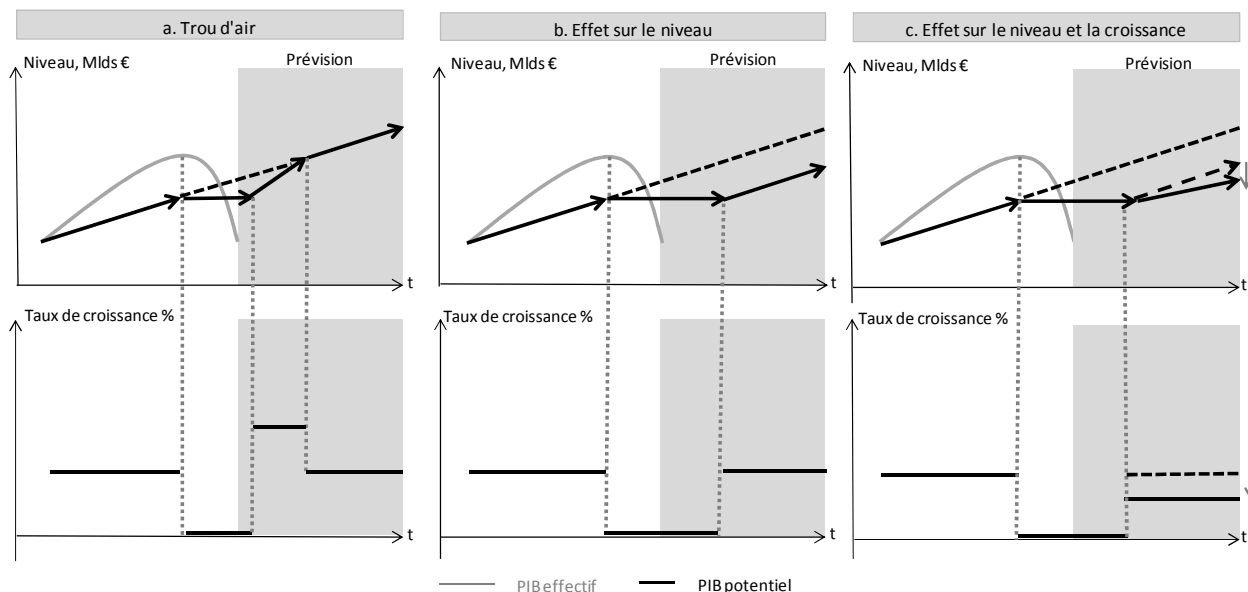 a. Trou d'air
b. Effet sur le niveau
c. Effet sur le niveau et la croissance
Niveau, Mlds €
Prévision
t
Niveau, Mlds €
Prévision
t
Niveau, Mlds €
Prévision
t
Taux de croissance %
t
Taux de croissance %
t
Taux de croissance %
t
PIB effectif
PIB potentiel